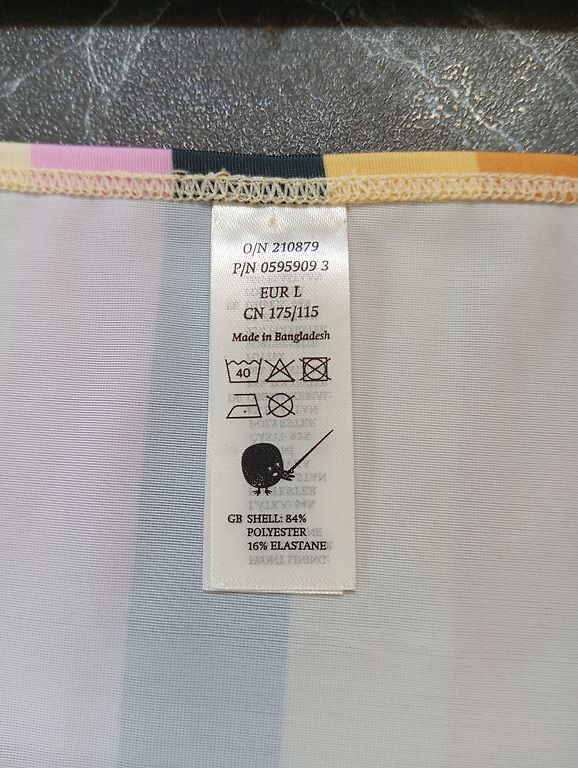 O/N 210879
P/N 0595909 3
EUR L
CN 175/115
Made in Bangladesh
40
GB SHELL: 84%
POLYESTER
16% ELASTANE